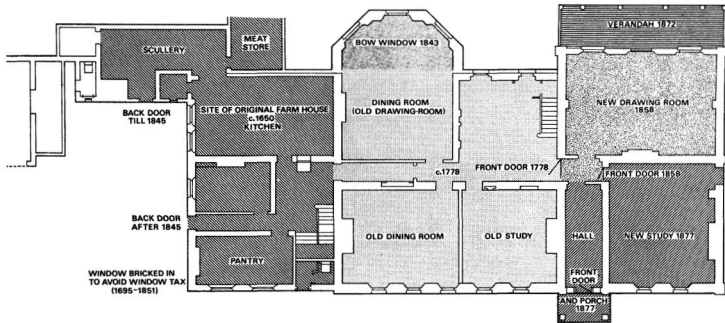 VERANDAH 1872
MEAT
STORE
SCULLERY
BOW WINDOW 1843
BACK DOOR
TILL 1845
SITE OF ORIGINAL FARM HOUSE
c.1650
KITCHEN
DINING ROOM
(OLD DRAWING-ROOM)
NEW DRAWING ROOM
1858
c.1778
FRONT DOOR 1778
FRONT DOOR 1858
BACK DOOR
AFTER 1845
OLD DINING ROOM
OLD STUDY
HALL
NEW STUDY 1877
PANTRY
WINDOW BRICKED IN
TO AVOID WINDOW TAX
(1695-1851)
FRONT
DOOR
AND PORCH
1877